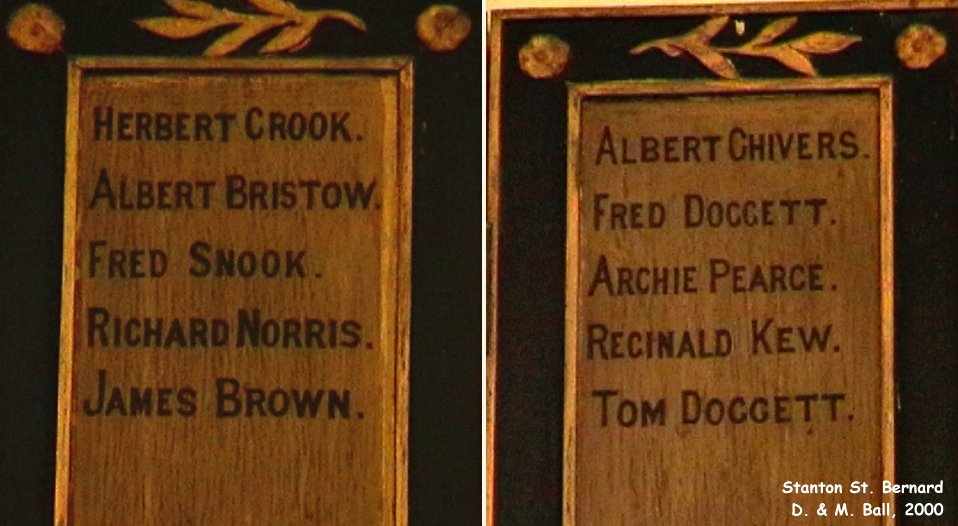 HERBERT CROOK.
ALBERT BRISTOW.
FRED SNOOK.
RICHARD NORRIS.
JAMES BROWN.
ALBERT CHIVERS.
FRED DOGGETT.
ARCHIE PEARCE.
REGINALD KEW.
TOM DOGGETT.
Stanton St. Bernard
D. & M. Ball, 2000